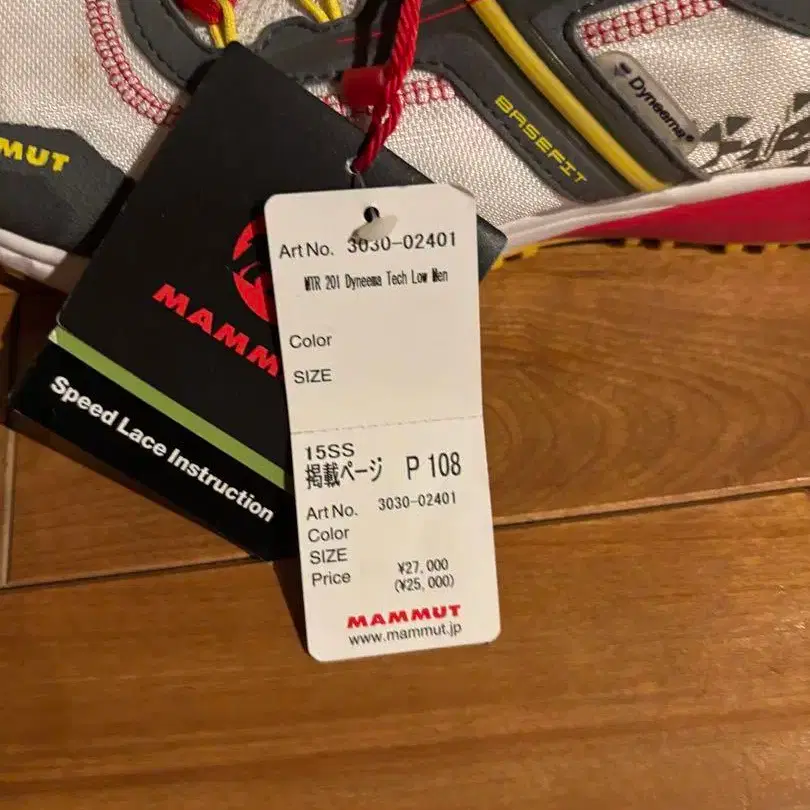 MUT
BASEFIT
Dyneema®
MAMM
Speed Lace Instruction
Art No. 3030-02401
MTR 201 Dyneema Tech Low Men
Color
SIZE
15SS
掲載ページ P 108
Art No. 3030-02401
Color
SIZE
Price ¥27,000
(¥25,000)
MAMMUT
www.mammut.jp